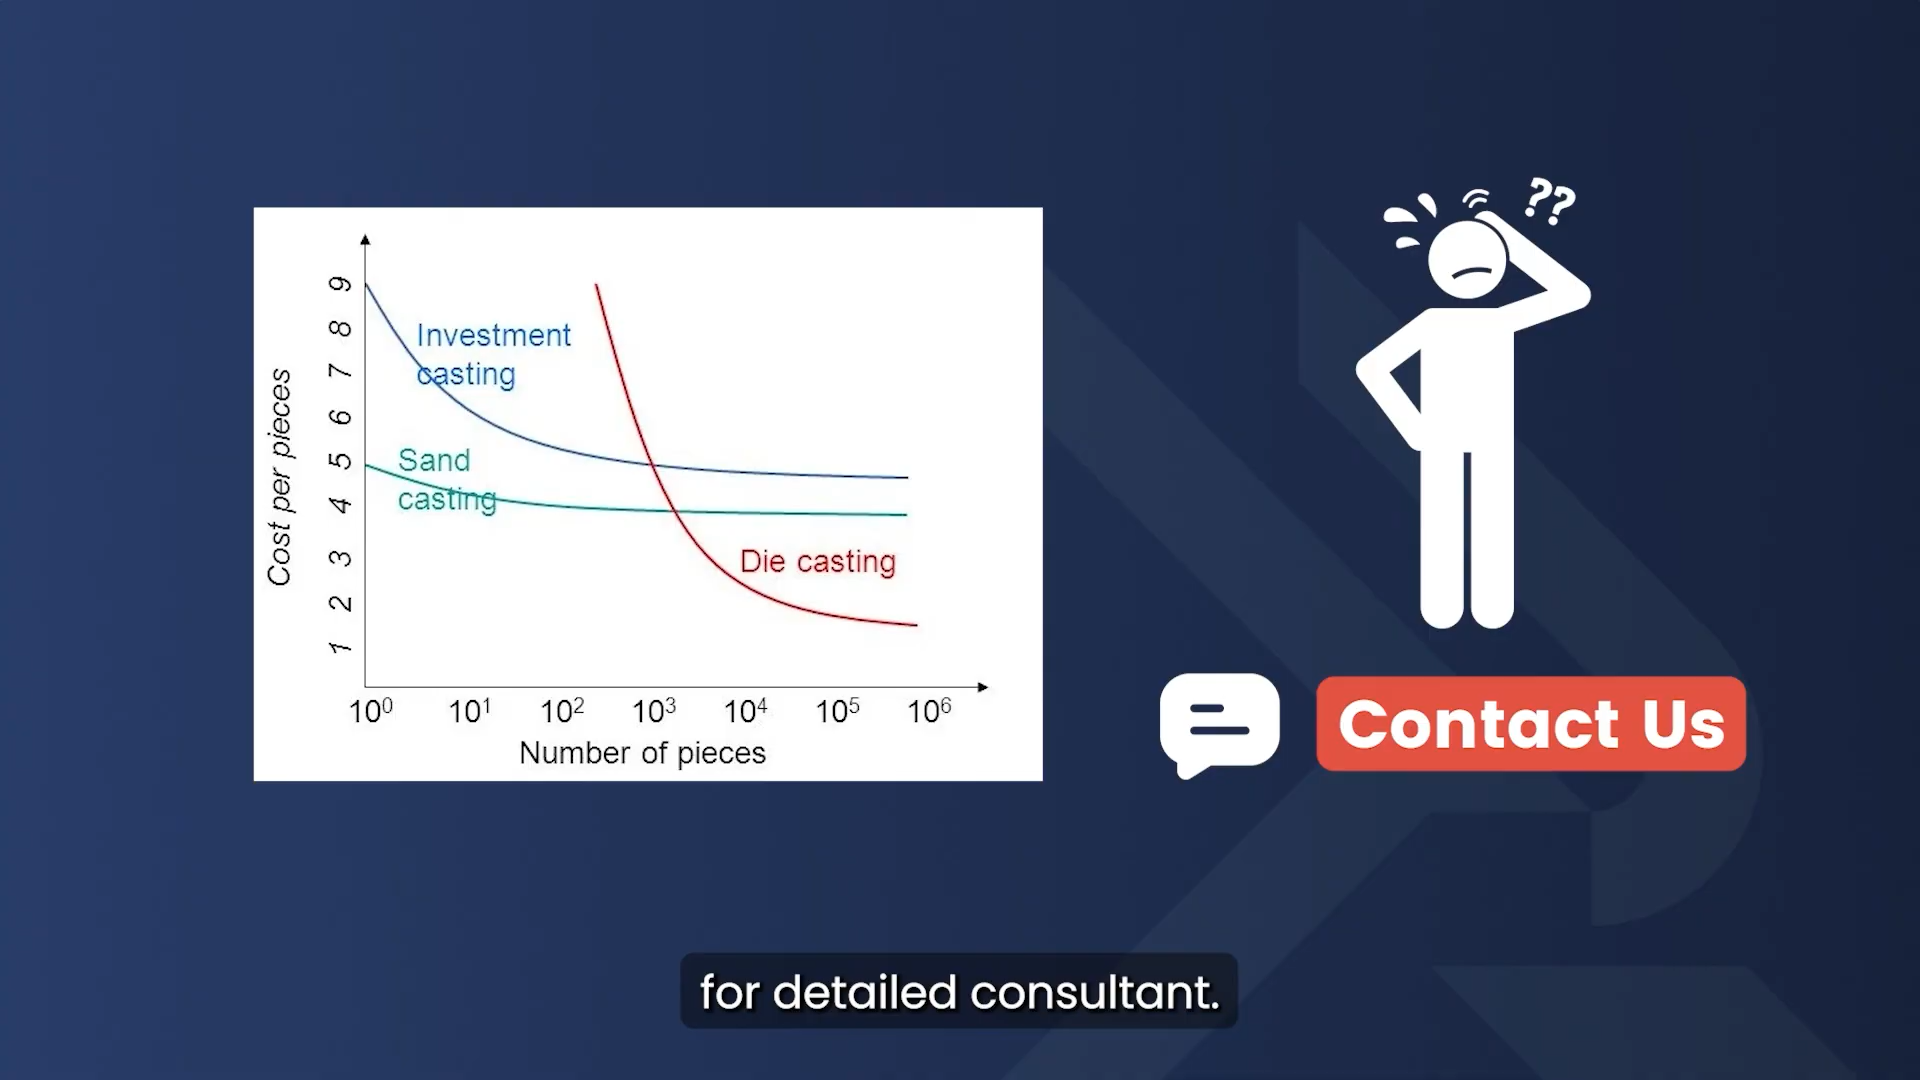 Cost per pieces
9
8
7
6
5
4
3
2
1
Investment
casting
Sand
casting
Die casting
10⁰ 10¹ 10² 10³ 10⁴ 10⁵ 10⁶
Number of pieces
??
Contact Us
for detailed consultant.